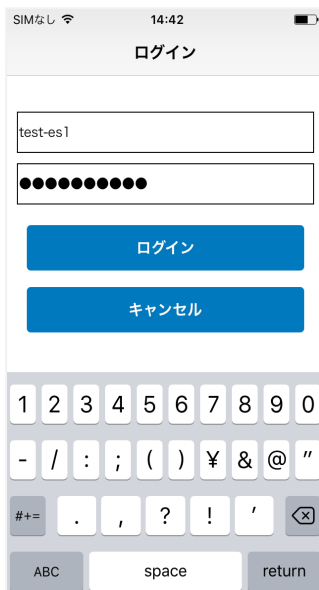 SIMなし 14:42
ログイン
test-es1
●●●●●●●●●●
ログイン
キャンセル
1 2 3 4 5 6 7 8 9 0
- / : ; ( ) ¥ & @ "
#+= . , ? ! ' 
ABC space return